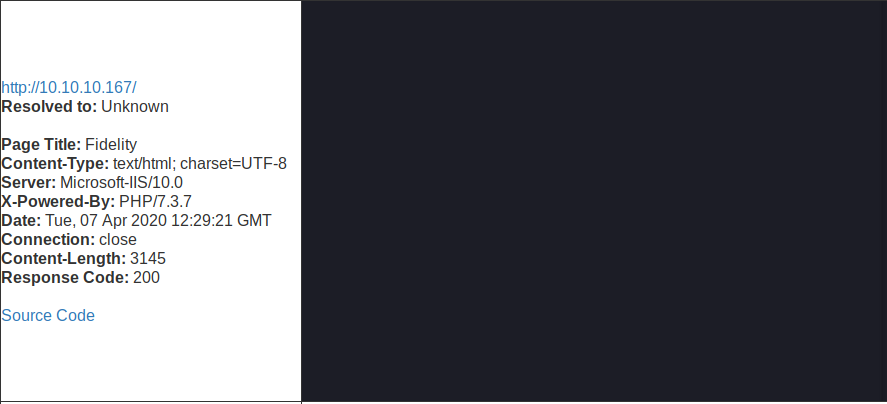 http://10.10.10.167/
Resolved to: Unknown
Page Title: Fidelity
Content-Type: text/html; charset=UTF-8
Server: Microsoft-IIS/10.0
X-Powered-By: PHP/7.3.7
Date: Tue, 07 Apr 2020 12:29:21 GMT
Connection: close
Content-Length: 3145
Response Code: 200
Source Code